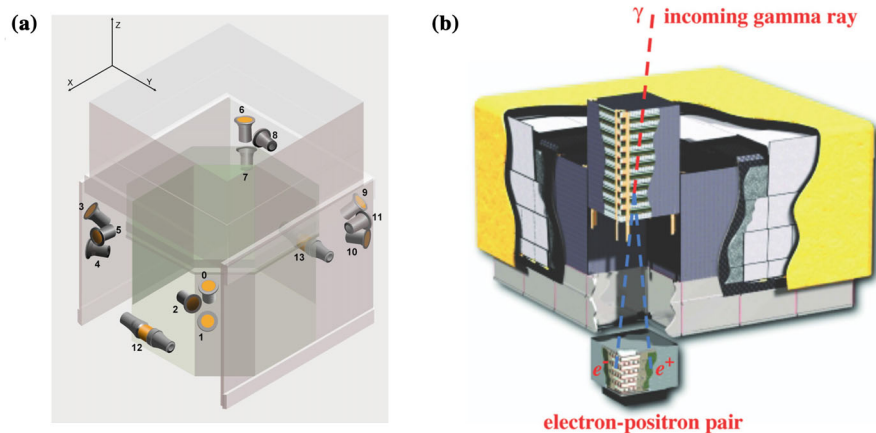 (a)
Z
X
Y
6
8
7
3
5
4
9
11
10
13
0
2
1
12
(b)
γ incoming gamma ray
e⁻ e⁺
electron-positron pair